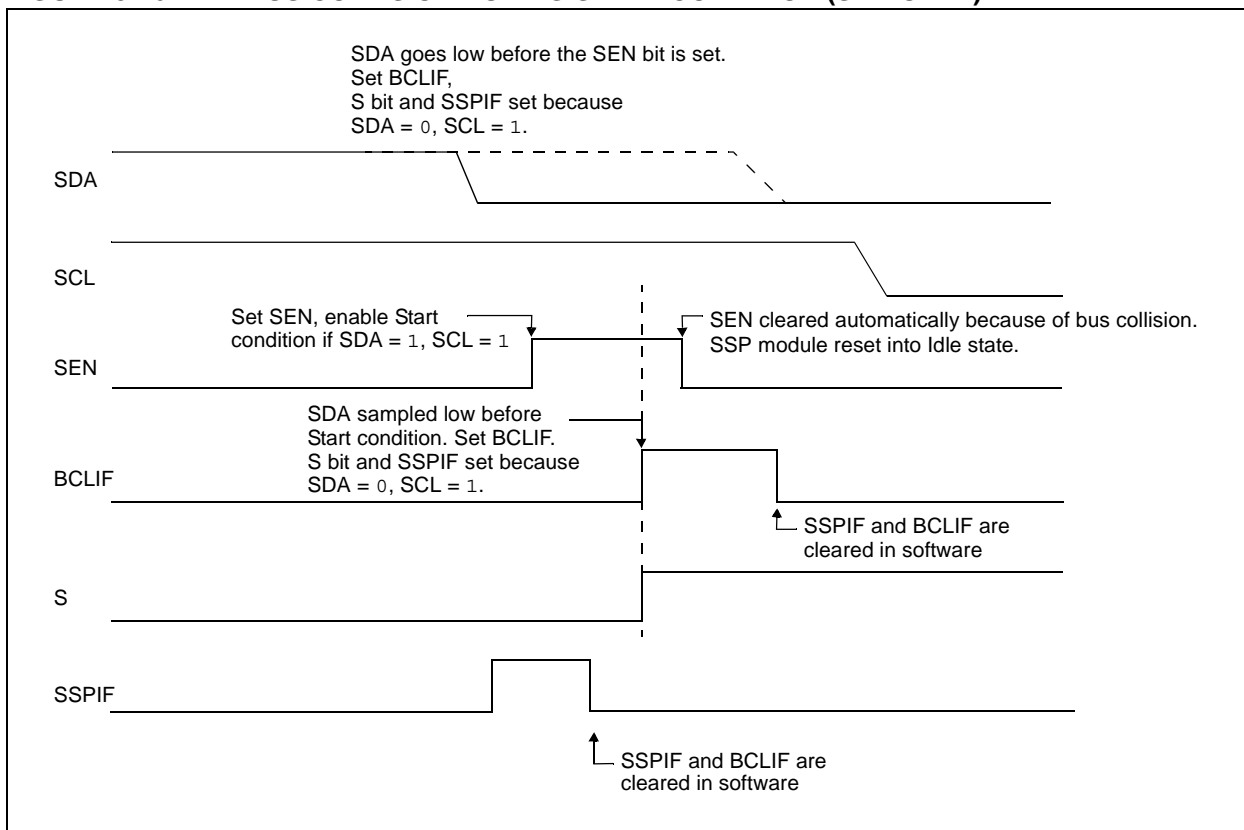 SDA goes low before the SEN bit is set.
Set BCLIF,
S bit and SSPIF set because
SDA = 0, SCL = 1.
SDA
SCL
Set SEN, enable Start
condition if SDA = 1, SCL = 1
SEN cleared automatically because of bus collision.
SSP module reset into Idle state.
SEN
SDA sampled low before
Start condition. Set BCLIF.
S bit and SSPIF set because
SDA = 0, SCL = 1.
BCLIF
SSPIF and BCLIF are
cleared in software
S
SSPIF
SSPIF and BCLIF are
cleared in software